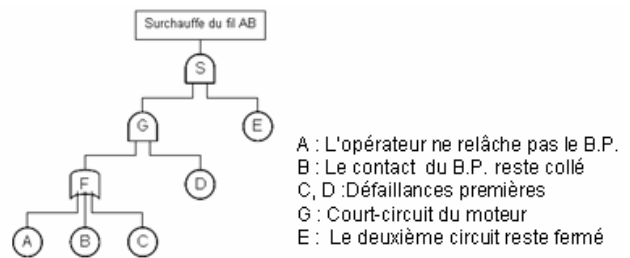 Surchauffe du fil AB
S
G
E
F
D
A
B
C
A : L'opérateur ne relâche pas le B.P.
B : Le contact du B.P. reste collé
C, D :Défaillances premières
G : Court-circuit du moteur
E : Le deuxième circuit reste fermé